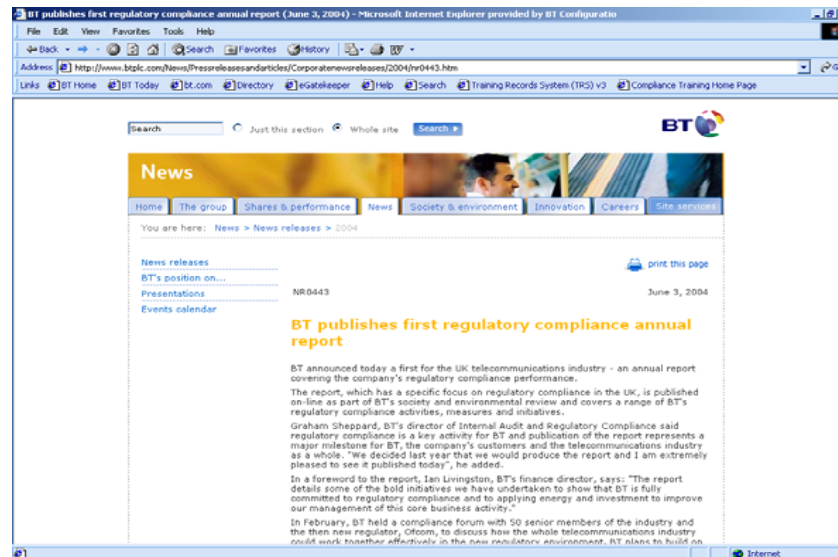 BT publishes first regulatory compliance annual report (June 3, 2004) - Microsoft Internet Explorer provided by BT Configuratio
File Edit View Favorites Tools Help
Back Search Favorites History
Address http://www.btplc.com/News/Pressreleasesandarticles/Corporatenewsreleases/2004/nr0443.htm
Links BT Home BT Today bt.com Directory eGatekeeper Help Search Training Records System (TRS) v3 Compliance Training Home Page
Search Just this section Whole site Search BT
News
Home The group Shares & performance News Society & environment Innovation Careers Site services
You are here: News > News releases > 2004
News releases print this page
BT's position on...
Presentations NR0443 June 3, 2004
Events calendar
BT publishes first regulatory compliance annual
report
BT announced today a first for the UK telecommunications industry - an annual report
covering the company's regulatory compliance performance.
The report, which has a specific focus on regulatory compliance in the UK, is published
on-line as part of BT's society and environmental review and covers a range of BT's
regulatory compliance activities, measures and initiatives.
Graham Sheppard, BT's director of Internal Audit and Regulatory Compliance said
regulatory compliance is a key activity for BT and publication of the report represents a
major milestone for BT, the company's customers and the telecommunications industry
as a whole. "We decided last year that we would produce the report and I am extremely
pleased to see it published today", he added.
In a foreword to the report, Ian Livingston, BT's finance director, says: "The report
details some of the bold initiatives we have undertaken to show that BT is fully
committed to regulatory compliance and to applying energy and investment to improve
our management of this core business activity."
In February, BT held a compliance forum with 50 senior members of the industry and
the then new regulator, Ofcom, to discuss how the whole telecommunications industry
could work together effectively in the new regulatory environment. BT plans to build on
Internet